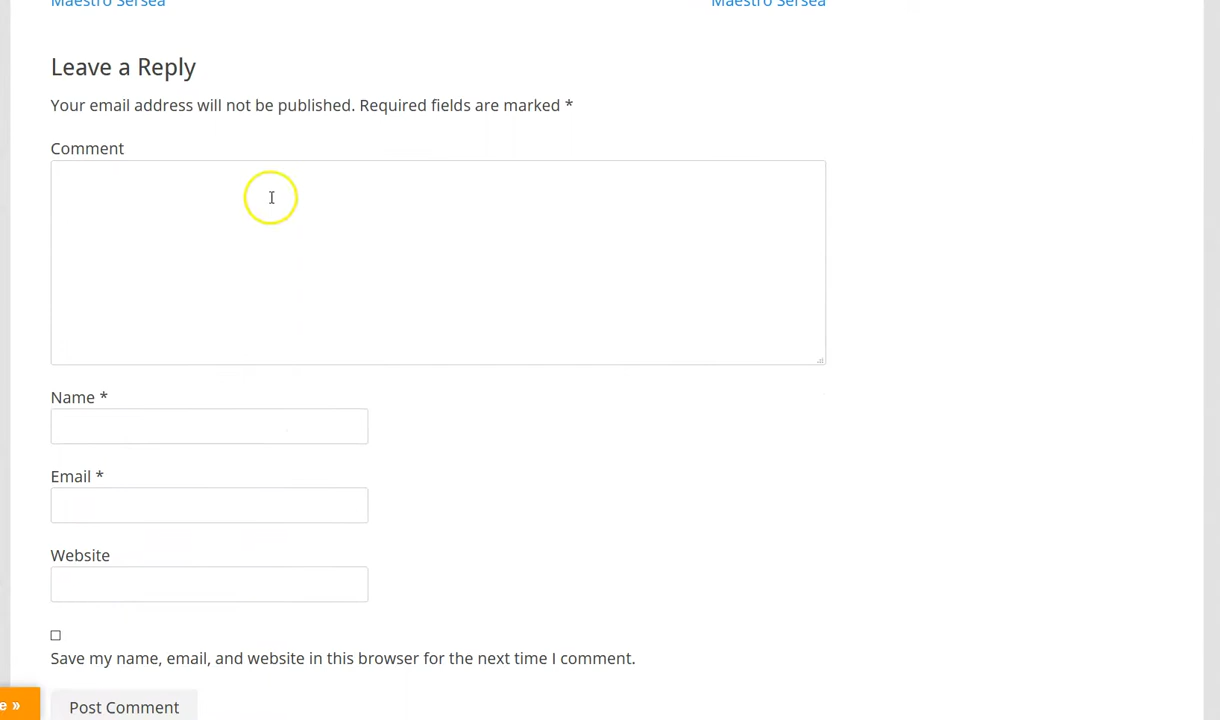 Maestro Sersea
Maestro Sersea
Leave a Reply
Your email address will not be published. Required fields are marked *
Comment
Name *
Email *
Website
Save my name, email, and website in this browser for the next time I comment.
e »
Post Comment